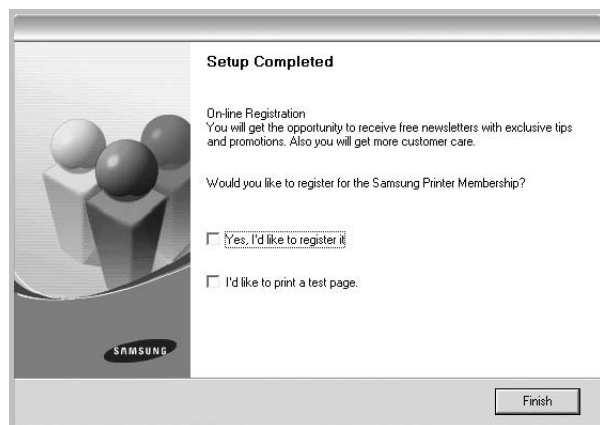 Setup Completed
On-line Registration
You will get the opportunity to receive free newsletters with exclusive tips
and promotions. Also you will get more customer care.
Would you like to register for the Samsung Printer Membership?
Yes, I'd like to register it
I'd like to print a test page.
SAMSUNG
Finish